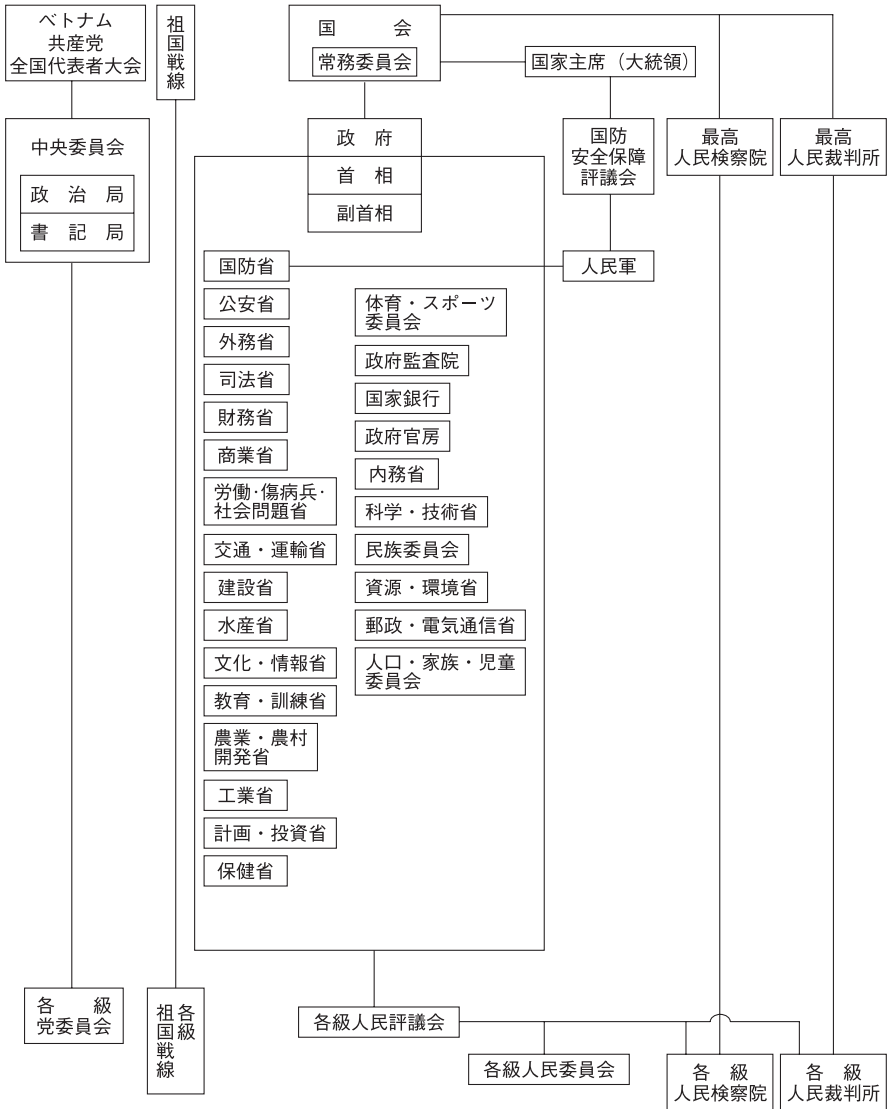 ベトナム
共産党
全国代表者大会
祖国戦線
国　会
常務委員会
国家主席（大統領）
中央委員会
政　治　局
書　記　局
政　府
首　相
副首相
国防
安全保障
評議会
最高
人民検察院
最高
人民裁判所
国防省
人民軍
公安省
外務省
司法省
財務省
商業省
労働・傷病兵・
社会問題省
交通・運輸省
建設省
水産省
文化・情報省
教育・訓練省
農業・農村
開発省
工業省
計画・投資省
保健省
体育・スポーツ
委員会
政府監査院
国家銀行
政府官房
内務省
科学・技術省
民族委員会
資源・環境省
郵政・電気通信省
人口・家族・児童
委員会
各　級
党委員会
各級
祖国戦線
各級人民評議会
各級人民委員会
各　級
人民検察院
各　級
人民裁判所